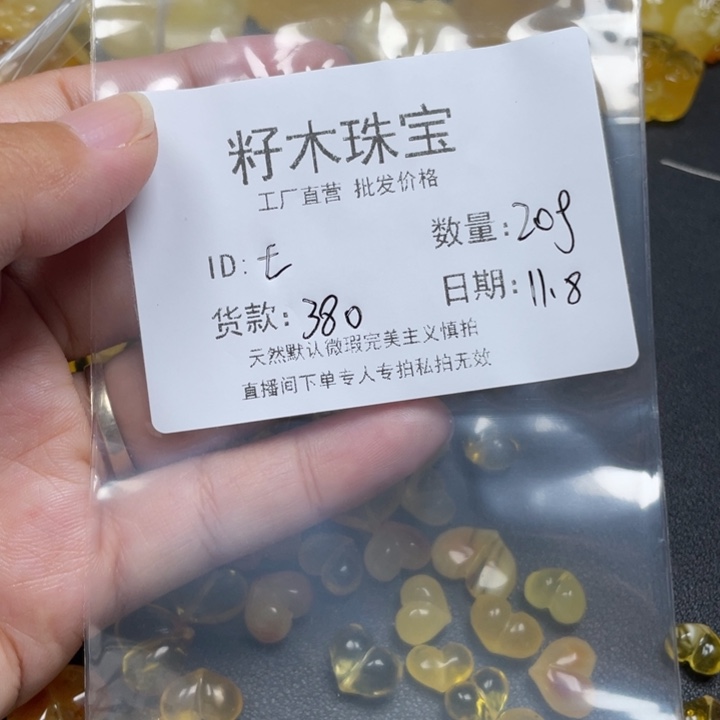 籽木珠宝
工厂直营 批发价格
ID: 数量:20g
货款:380 日期:11.8
天然默认微瑕完美主义慎拍
直播间下单专人专拍私拍无效